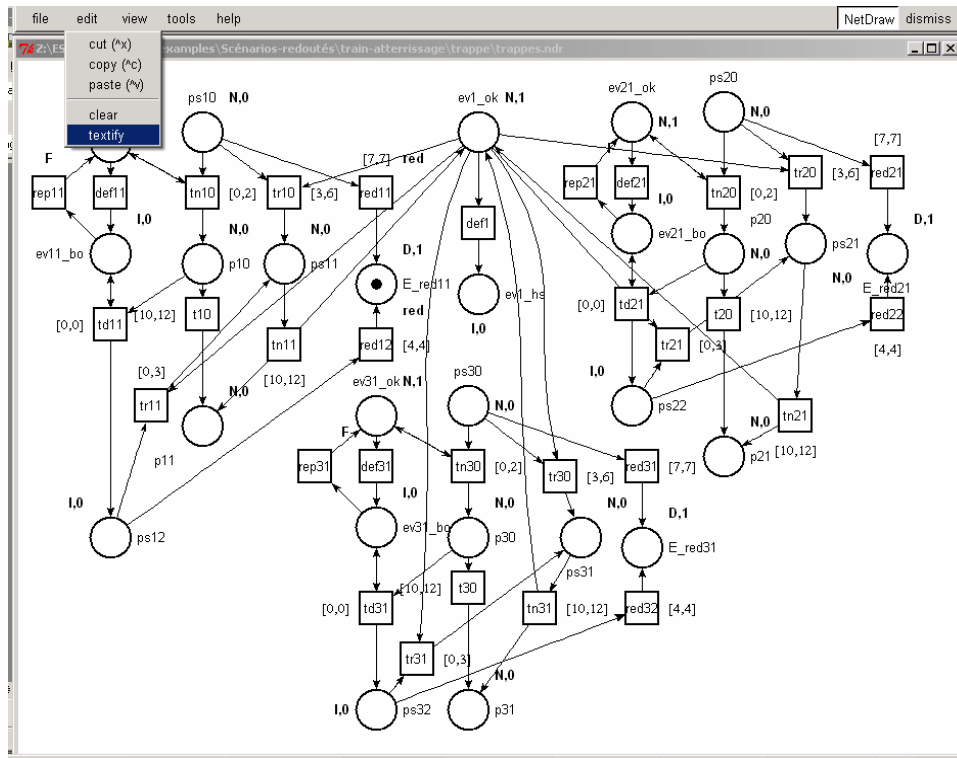 file edit view tools help NetDraw dismiss
Z:\ES examples\Scénarios-redoutés\train-atterrissage\trappe\trappes.ndr
cut (^x)
copy (^c)
paste (^v)
clear
textify
ps10 N,0
ev1_ok N,1
ev21_ok
ps20
N,0
N,1
[7,7]
F
[7,7] red
rep11
def11
tn10
[0,2]
tr10
[3,6]
red11
rep21
def21
tn20
[0,2]
tr20
[3,6]
red21
I,0
N,0
N,0
def1
I,0
p20
D,1
ev11_bo
p10
ps11
D,1
E_red11
ev1_hs
ev21_bo
N,0
ps21
N,0
E_red21
[0,0]
td11
[10,12]
t10
red
I,0
[0,0]
td21
t20
[10,12]
red22
tn11
red12
[4,4]
tr21
[0,3]
[4,4]
[0,3]
[10,12]
ev31_ok N,1
ps30
I,0
tr11
N,0
N,0
ps22
N,0
tn21
p11
F
p21
[10,12]
rep31
def31
tn30
[0,2]
tr30
[3,6]
red31
[7,7]
I,0
I,0
N,0
N,0
D,1
ps12
ev31_bo
p30
ps31
E_red31
[0,0]
td31
[10,12]
t30
tn31
[10,12]
red32
[4,4]
tr31
[0,3]
N,0
I,0
ps32
p31